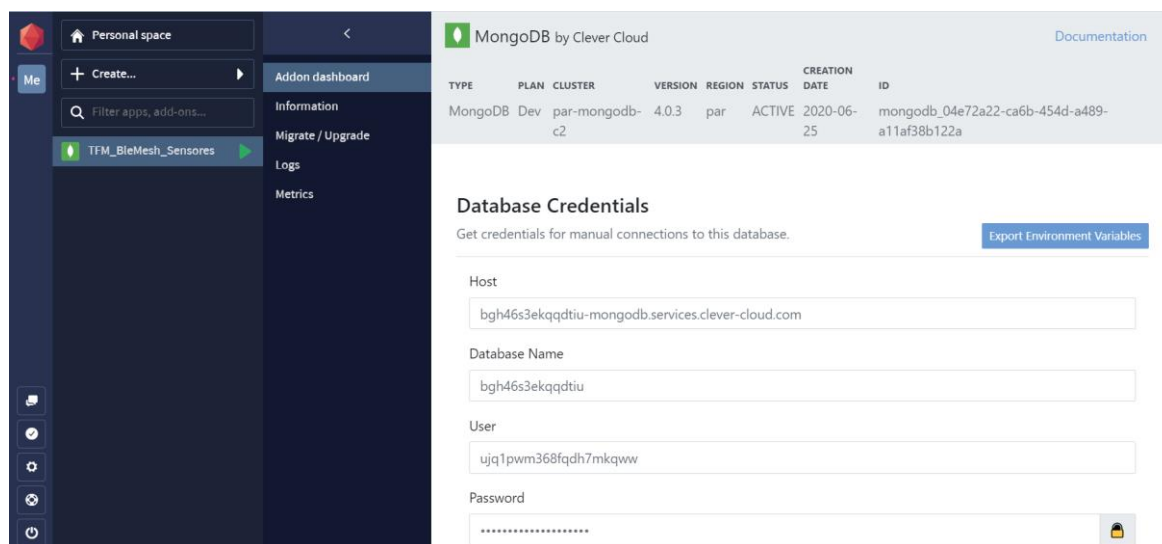 Personal space
Me
+ Create...
Filter apps, add-ons...
TFM_BleMesh_Sensores
<
Addon dashboard
Information
Migrate / Upgrade
Logs
Metrics
MongoDB by Clever Cloud
Documentation
TYPE PLAN CLUSTER VERSION REGION STATUS CREATION DATE ID
MongoDB Dev par-mongodb-c2 4.0.3 par ACTIVE 2020-06-25 mongodb_04e72a22-ca6b-454d-a489-a11af38b122a
Database Credentials
Get credentials for manual connections to this database.
Export Environment Variables
Host
bgh46s3ekqqdtiu-mongodb.services.clever-cloud.com
Database Name
bgh46s3ekqqdtiu
User
ujq1pwm368fqdh7mkqww
Password
••••••••••••••••••••